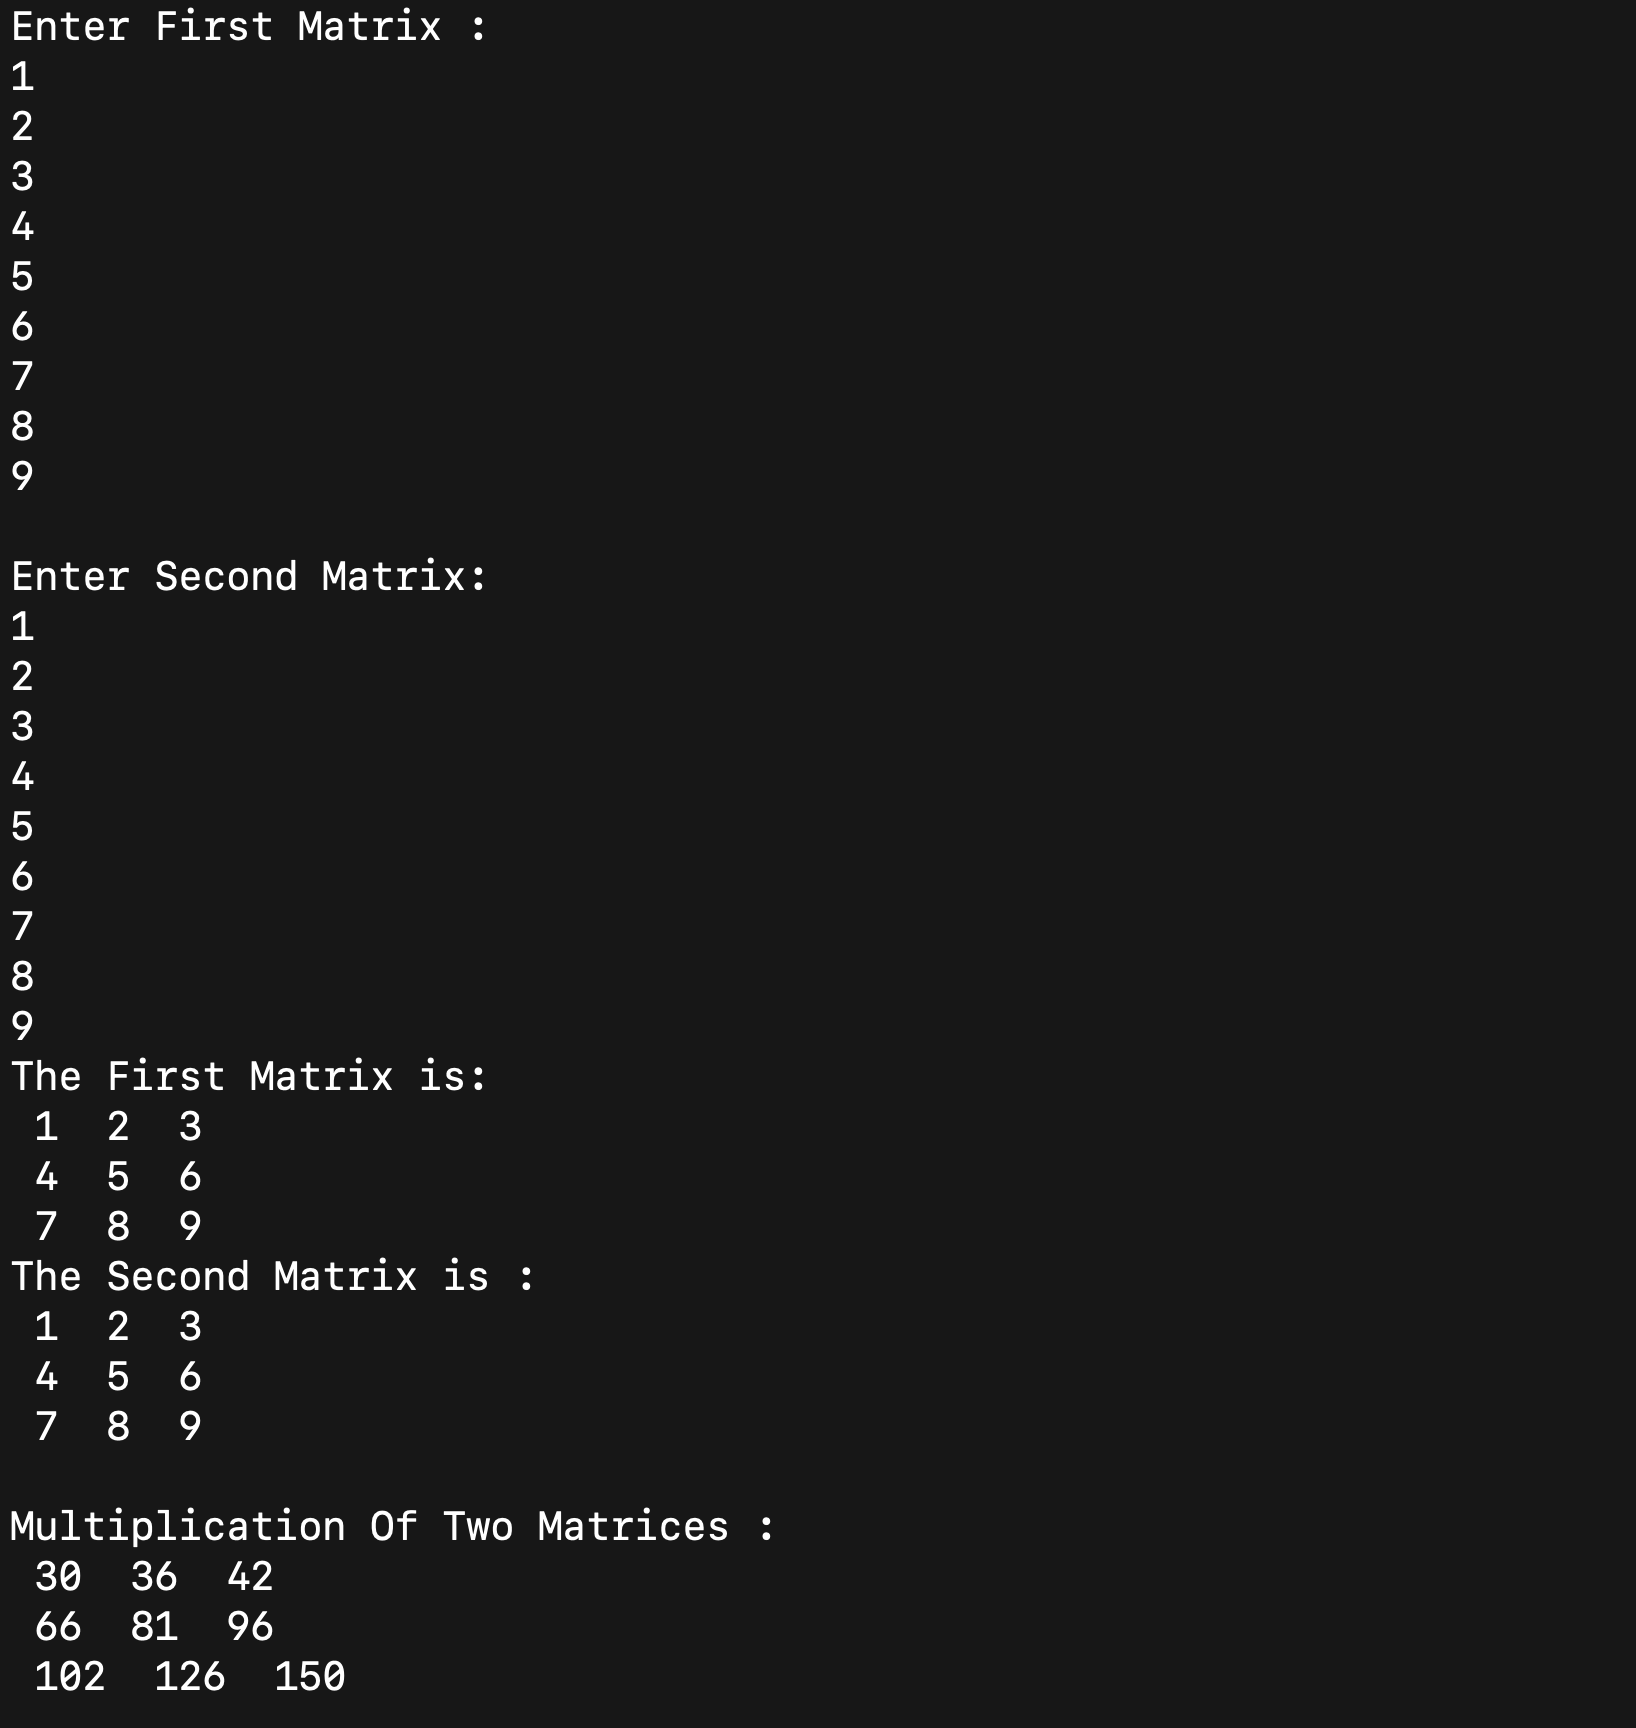 Enter First Matrix :
1
2
3
4
5
6
7
8
9

Enter Second Matrix:
1
2
3
4
5
6
7
8
9
The First Matrix is:
 1  2  3
 4  5  6
 7  8  9
The Second Matrix is :
 1  2  3
 4  5  6
 7  8  9

Multiplication Of Two Matrices :
 30  36  42
 66  81  96
 102  126  150